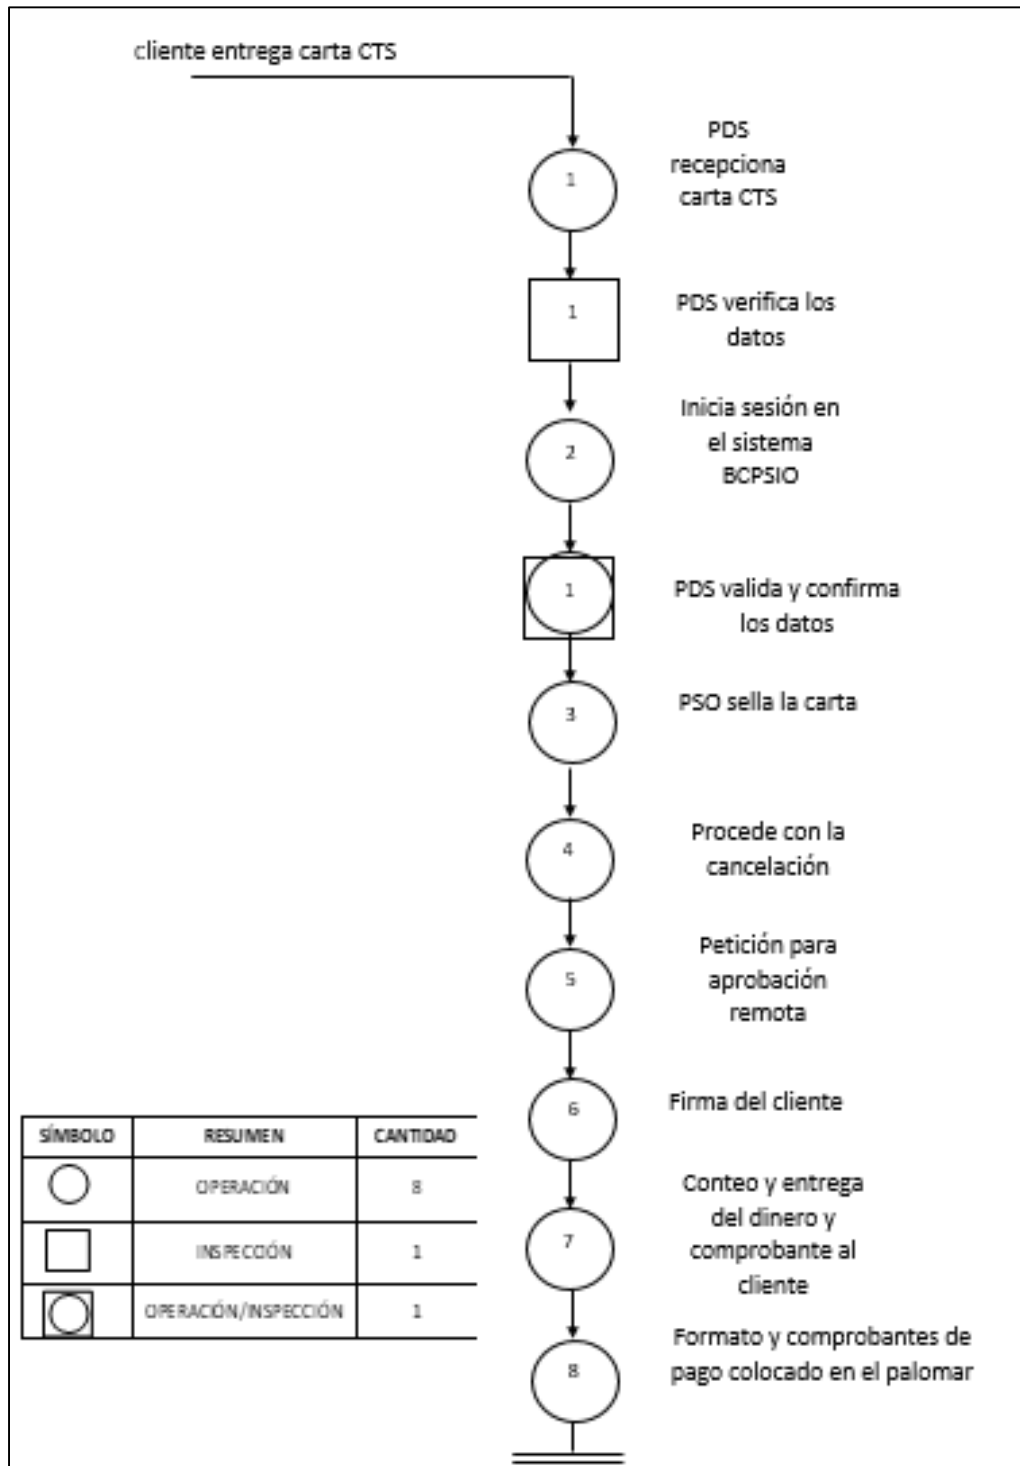 cliente entrega carta CTS
1
PDS
recepciona
carta CTS
1
PDS verifica los
datos
2
Inicia sesión en
el sistema
BCPSIO
1
PDS valida y confirma
los datos
3
PSO sella la carta
4
Procede con la
cancelación
5
Petición para
aprobación
remota
6
Firma del cliente
7
Conteo y entrega
del dinero y
comprobante al
cliente
8
Formato y comprobantes de
pago colocado en el palomar
SÍMBOLO RESUMEN CANTIDAD
OPERACIÓN 8
INSPECCIÓN 1
OPERACIÓN/INSPECCIÓN 1